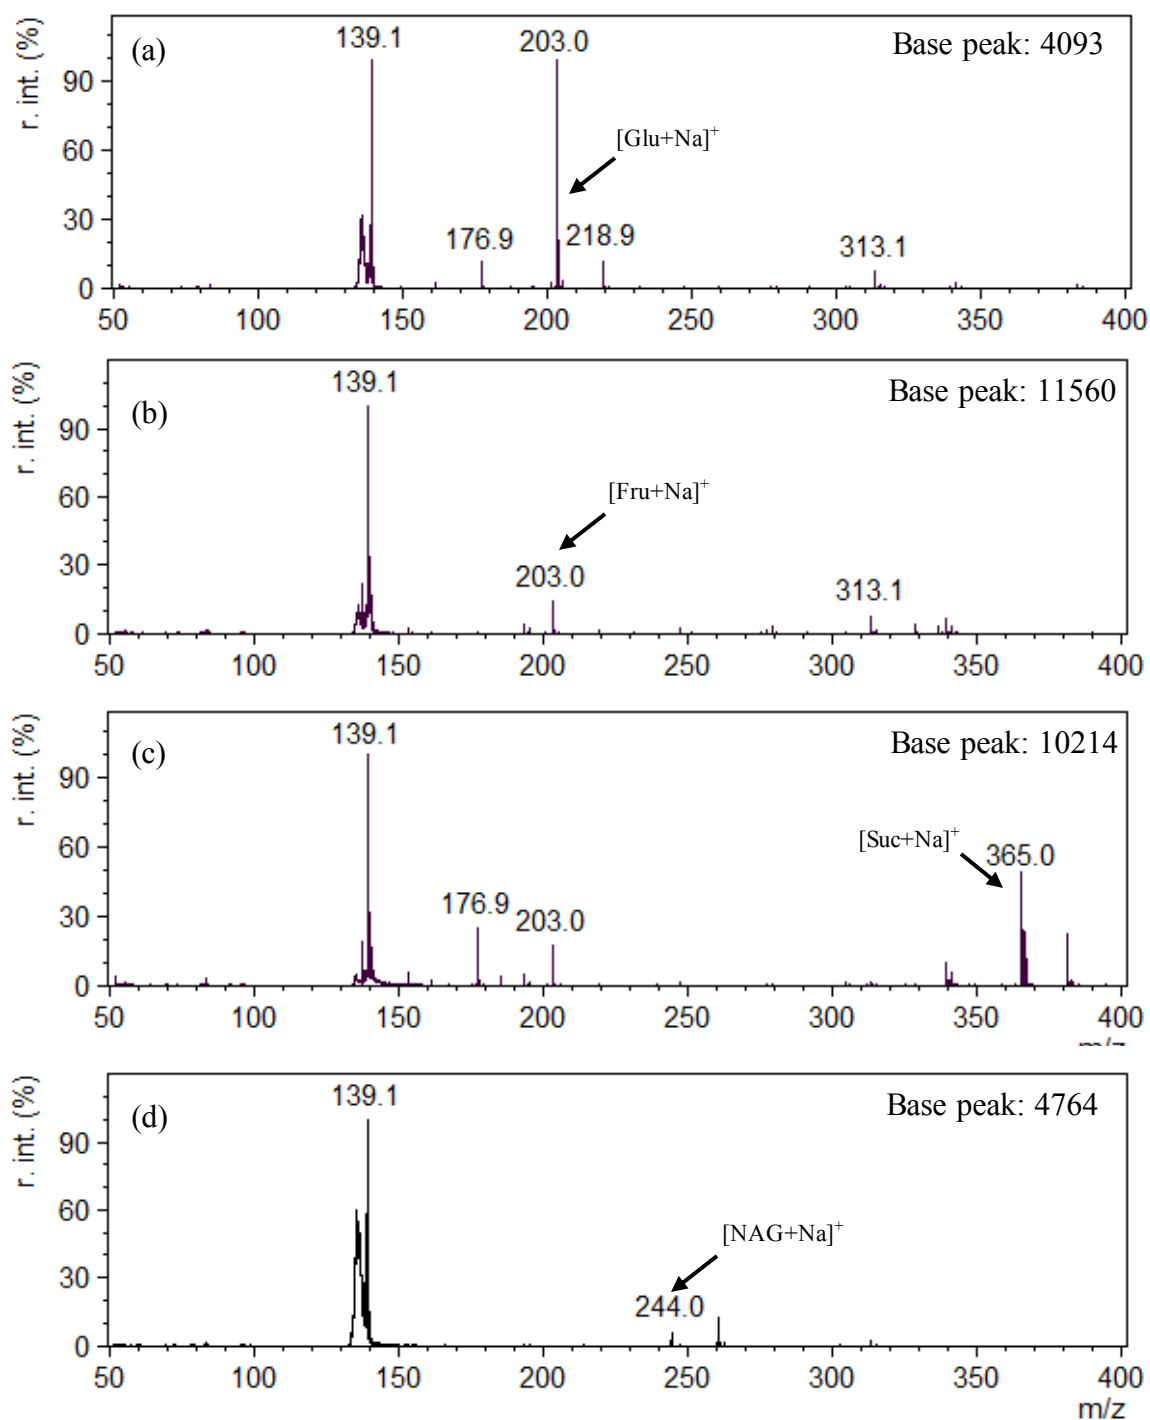 (a)
139.1
203.0
Base peak: 4093
r. int. (%)
90
60
30
0
[Glu+Na]⁺
176.9
218.9
313.1
50 100 150 200 250 300 350 400
(b)
139.1
Base peak: 11560
r. int. (%)
90
60
30
0
[Fru+Na]⁺
203.0
313.1
50 100 150 200 250 300 350 400
(c)
139.1
Base peak: 10214
r. int. (%)
90
60
30
0
[Suc+Na]⁺
365.0
176.9
203.0
50 100 150 200 250 300 350 400
m/z
(d)
139.1
Base peak: 4764
r. int. (%)
90
60
30
0
[NAG+Na]⁺
244.0
50 100 150 200 250 300 350 400
m/z